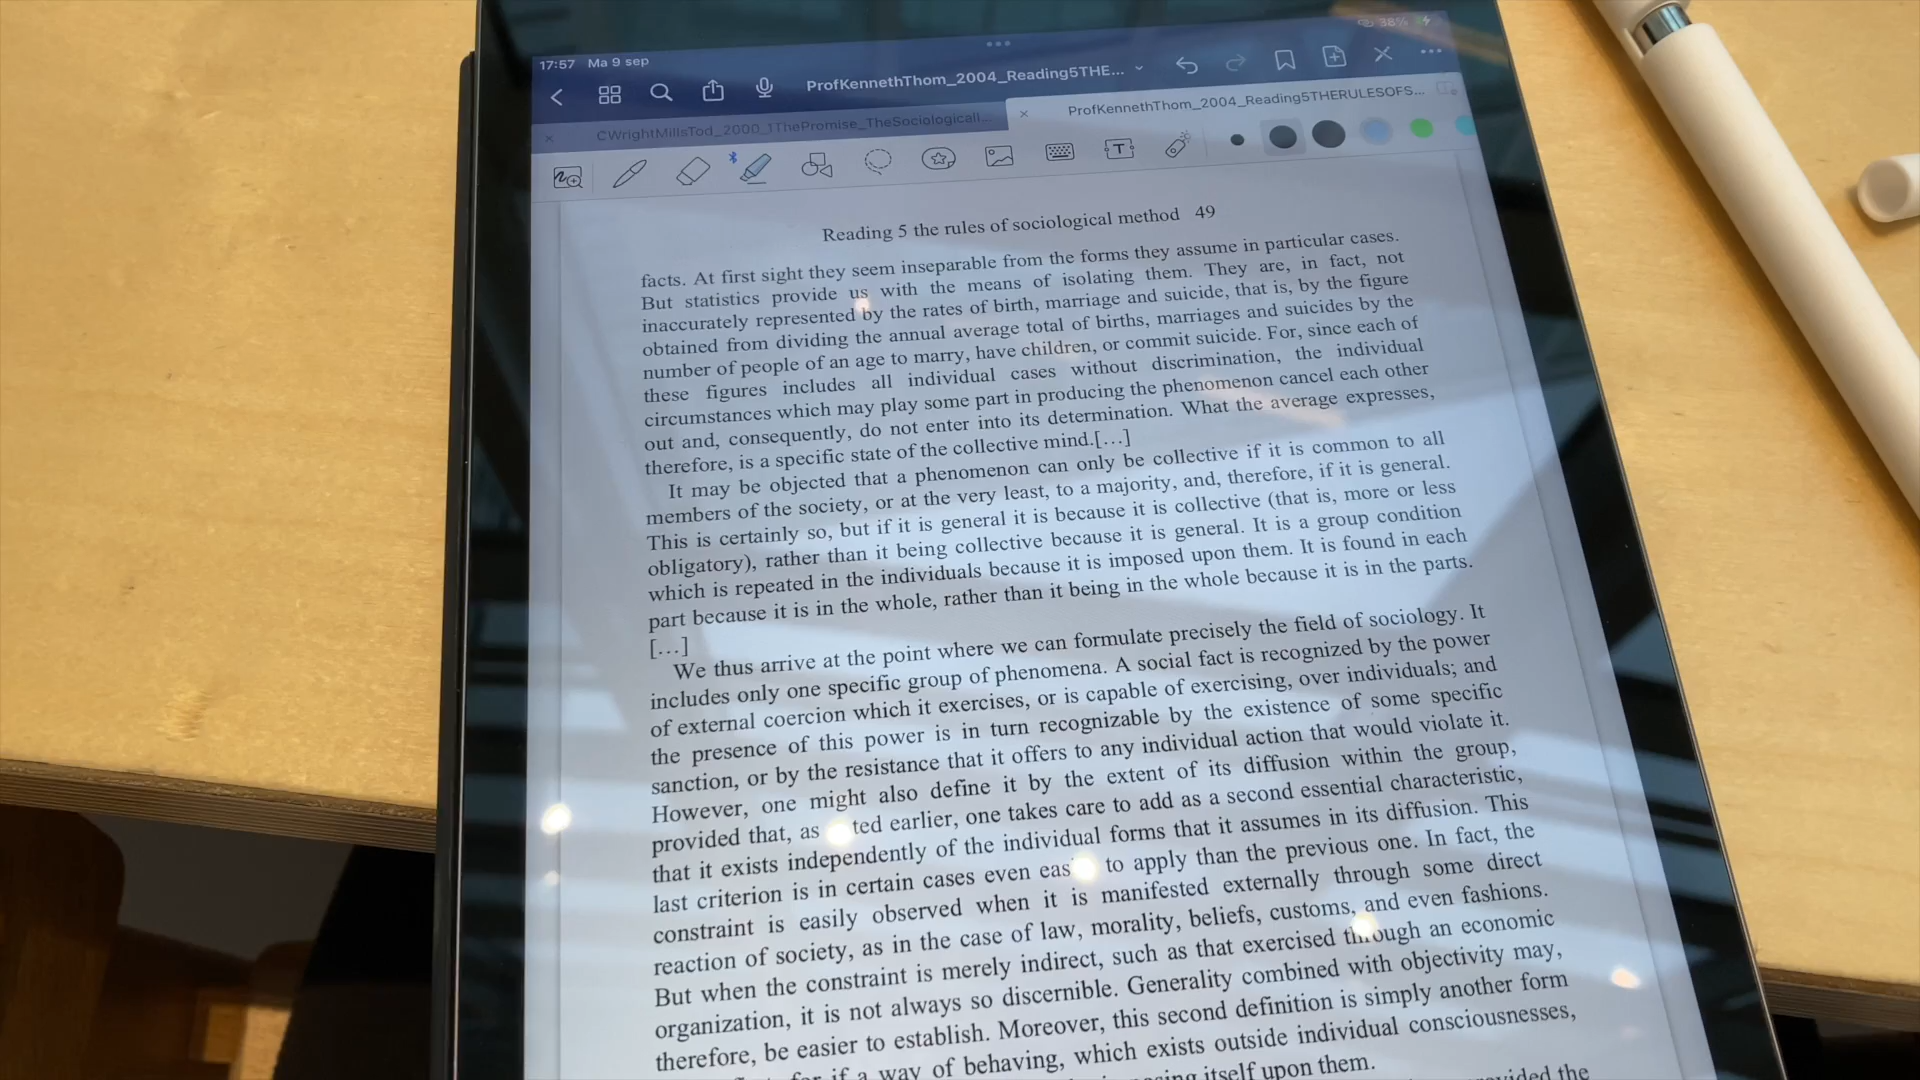 17:57 Ma 9 sep
38%
ProfKennethThom_2004_Reading5THE...
CWrightMillsTod_2000_1ThePromise_TheSociologicalI...
ProfKennethThom_2004_Reading5THERULESOFS...
T
Reading 5 the rules of sociological method 49
facts. At first sight they seem inseparable from the forms they assume in particular cases.
But statistics provide us with the means of isolating them. They are, in fact, not
inaccurately represented by the rates of birth, marriage and suicide, that is, by the figure
obtained from dividing the annual average total of births, marriages and suicides by the
number of people of an age to marry, have children, or commit suicide. For, since each of
these figures includes all individual cases without discrimination, the individual
circumstances which may play some part in producing the phenomenon cancel each other
out and, consequently, do not enter into its determination. What the average expresses,
therefore, is a specific state of the collective mind.[...]
It may be objected that a phenomenon can only be collective if it is common to all
members of the society, or at the very least, to a majority, and, therefore, if it is general.
This is certainly so, but if it is general it is because it is collective (that is, more or less
obligatory), rather than it being collective because it is general. It is a group condition
which is repeated in the individuals because it is imposed upon them. It is found in each
part because it is in the whole, rather than it being in the whole because it is in the parts.
[...]
We thus arrive at the point where we can formulate precisely the field of sociology. It
includes only one specific group of phenomena. A social fact is recognized by the power
of external coercion which it exercises, or is capable of exercising, over individuals; and
the presence of this power is in turn recognizable by the existence of some specific
sanction, or by the resistance that it offers to any individual action that would violate it.
However, one might also define it by the extent of its diffusion within the group,
provided that, as ted earlier, one takes care to add as a second essential characteristic,
that it exists independently of the individual forms that it assumes in its diffusion. This
last criterion is in certain cases even eas to apply than the previous one. In fact, the
constraint is easily observed when it is manifested externally through some direct
reaction of society, as in the case of law, morality, beliefs, customs, and even fashions.
But when the constraint is merely indirect, such as that exercised through an economic
organization, it is not always so discernible. Generality combined with objectivity may,
therefore, be easier to establish. Moreover, this second definition is simply another form
if a way of behaving, which exists outside individual consciousnesses,
itself upon them.
the